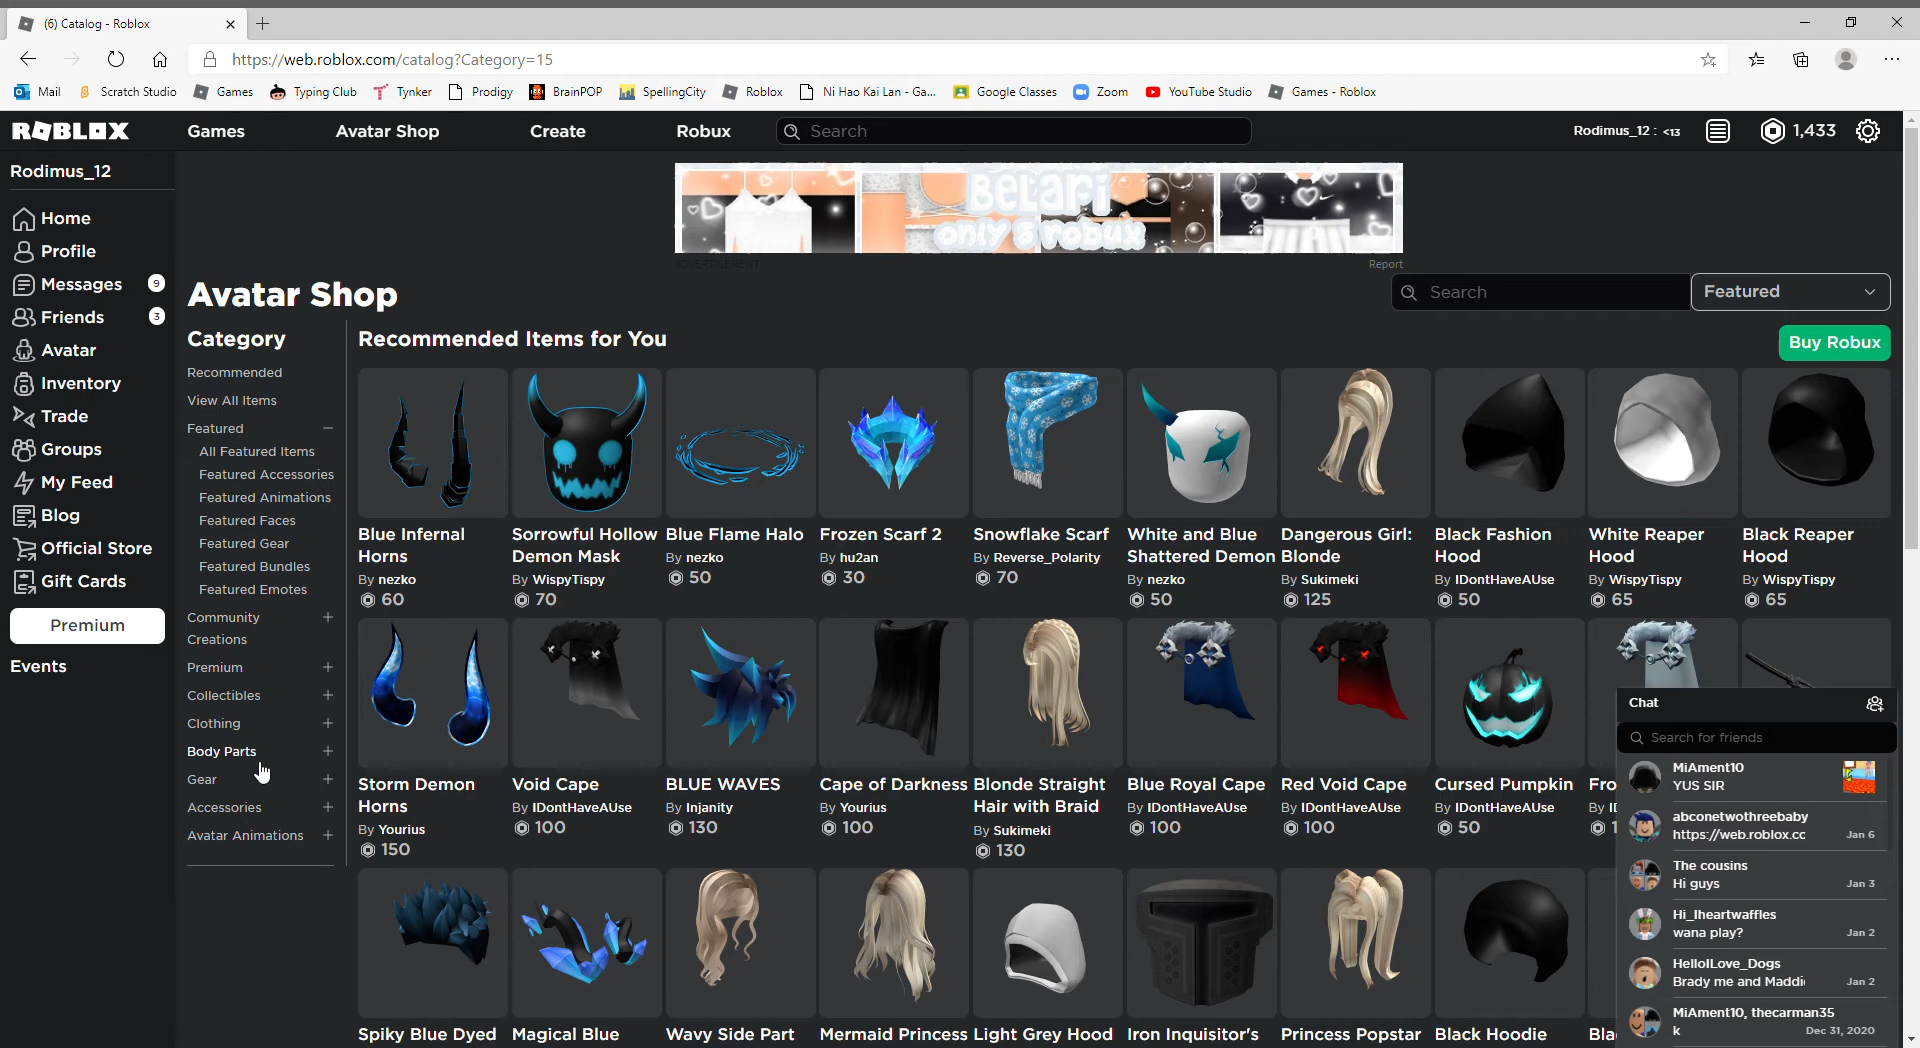 (6) Catalog - Roblox
https://web.roblox.com/catalog?Category=15
Mail Scratch Studio Games Typing Club Tynker Prodigy BrainPOP SpellingCity Roblox Ni Hao Kai Lan - Ga... Google Classes Zoom YouTube Studio Games - Roblox
ROBLOX Games Avatar Shop Create Robux Search Rodimus_12 : <13 1,433
Rodimus_12
Home
Profile
Messages 9
Friends 3
Avatar
Inventory
Trade
Groups
My Feed
Blog
Official Store
Gift Cards
Premium
Events
BELAPI
only 5 robux
ADVERTISEMENT Report
Avatar Shop
Search Featured
Category
Recommended
View All Items
Featured
All Featured Items
Featured Accessories
Featured Animations
Featured Faces
Featured Gear
Featured Bundles
Featured Emotes
Community
Creations
Premium
Collectibles
Clothing
Body Parts
Gear
Accessories
Avatar Animations
Recommended Items for You
Buy Robux
Blue Infernal
Horns
By nezko
60
Sorrowful Hollow
Demon Mask
By WispyTispy
70
Blue Flame Halo
By nezko
50
Frozen Scarf 2
By hu2an
30
Snowflake Scarf
By Reverse_Polarity
70
White and Blue
Shattered Demon
By nezko
50
Dangerous Girl:
Blonde
By Sukimeki
125
Black Fashion
Hood
By IDontHaveAUse
50
White Reaper
Hood
By WispyTispy
65
Black Reaper
Hood
By WispyTispy
65
Storm Demon
Horns
By Yourius
150
Void Cape
By IDontHaveAUse
100
BLUE WAVES
By Injanity
130
Cape of Darkness
By Yourius
100
Blonde Straight
Hair with Braid
By Sukimeki
130
Blue Royal Cape
By IDontHaveAUse
100
Red Void Cape
By IDontHaveAUse
100
Cursed Pumpkin
By IDontHaveAUse
50
Fro
By ID
1
Spiky Blue Dyed
Magical Blue
Wavy Side Part
Mermaid Princess
Light Grey Hood
Iron Inquisitor's
Princess Popstar
Black Hoodie
Bla
Chat
Search for friends
MiAment10
YUS SIR
abconetwothreebaby
https://web.roblox.cc Jan 6
The cousins
Hi guys Jan 3
Hi_Iheartwaffles
wana play? Jan 2
HelloILove_Dogs
Brady me and Maddi Jan 2
MiAment10, thecarman35
k Dec 31, 2020